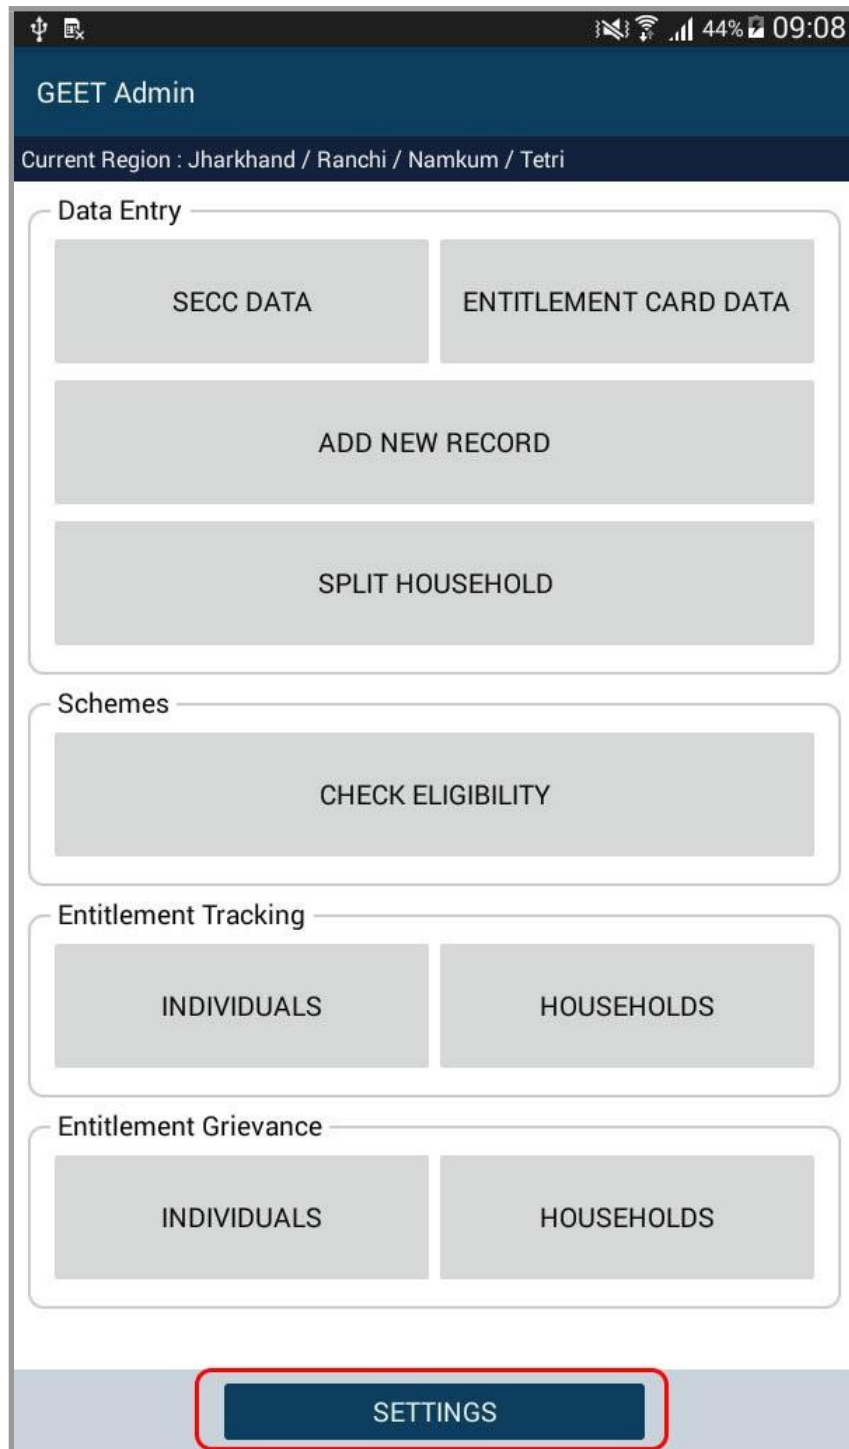 44% 09:08
GEET Admin
Current Region : Jharkhand / Ranchi / Namkum / Tetri
Data Entry
SECC DATA ENTITLEMENT CARD DATA
ADD NEW RECORD
SPLIT HOUSEHOLD
Schemes
CHECK ELIGIBILITY
Entitlement Tracking
INDIVIDUALS HOUSEHOLDS
Entitlement Grievance
INDIVIDUALS HOUSEHOLDS
SETTINGS